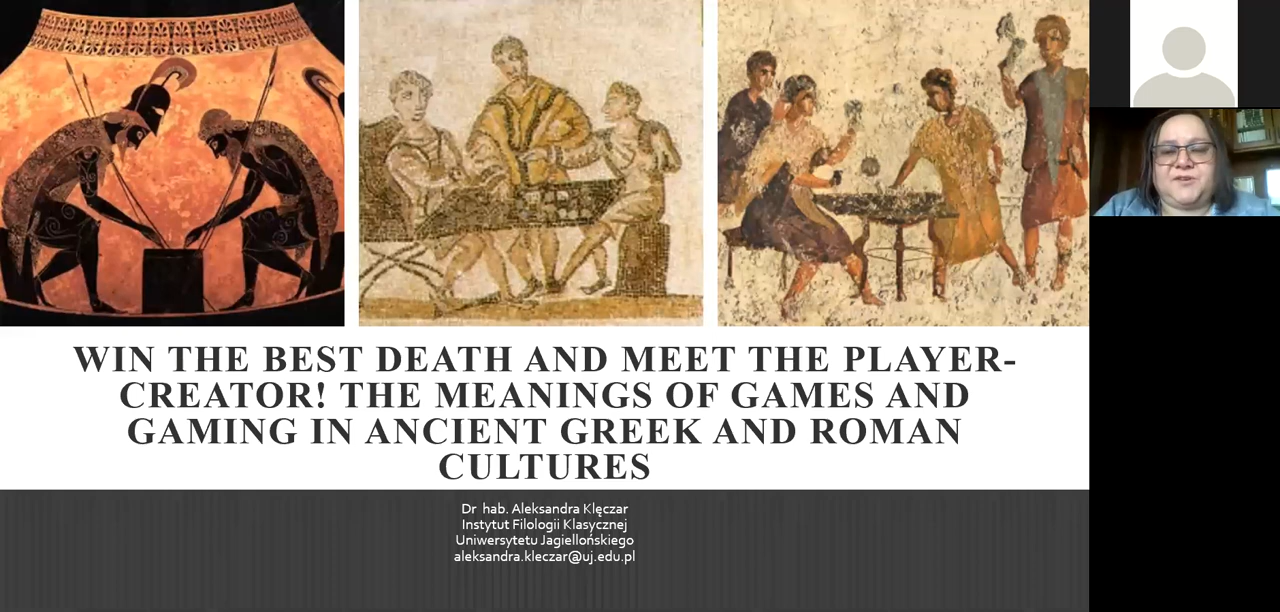 WIN THE BEST DEATH AND MEET THE PLAYER-
CREATOR! THE MEANINGS OF GAMES AND
GAMING IN ANCIENT GREEK AND ROMAN
CULTURES
Dr hab. Aleksandra Klęczar
Instytut Filologii Klasycznej
Uniwersytetu Jagiellońskiego
aleksandra.kleczar@uj.edu.pl